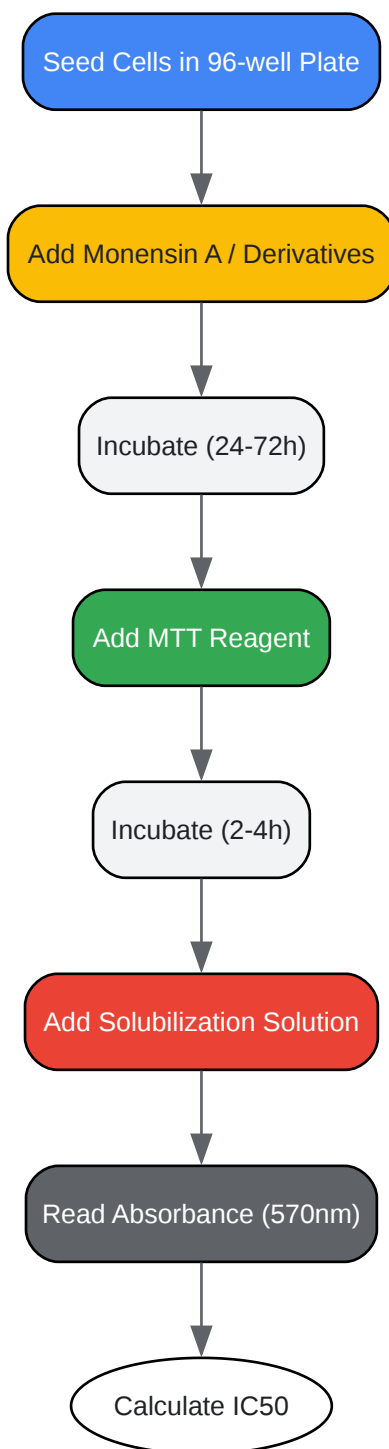 Seed Cells in 96-well Plate
Add Monensin A / Derivatives
Incubate (24-72h)
Add MTT Reagent
Incubate (2-4h)
Add Solubilization Solution
Read Absorbance (570nm)
Calculate IC50